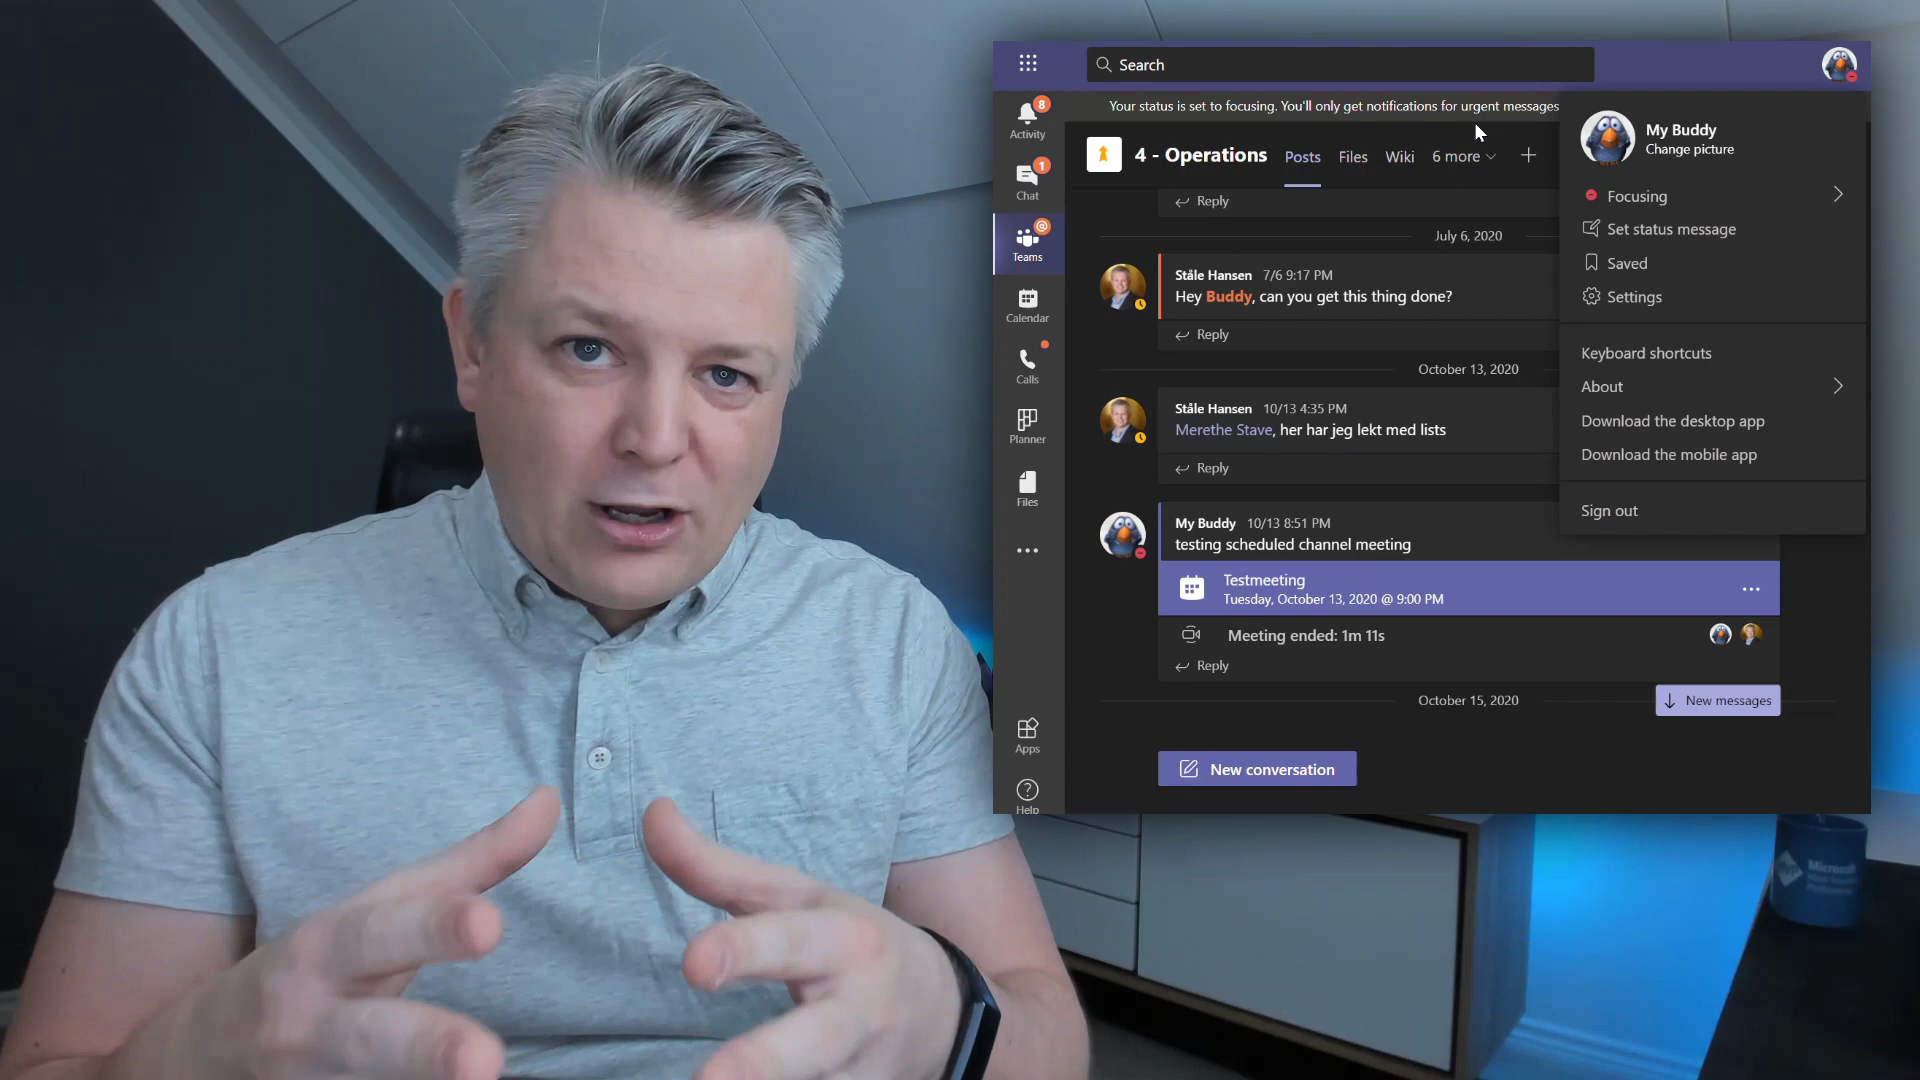 Search
Your status is set to focusing. You'll only get notifications for urgent messages
8
Activity
1
Chat
@
Teams
Calendar
Calls
Planner
Files
Apps
Help
4 - Operations
Posts
Files
Wiki
6 more
Reply
July 6, 2020
Ståle Hansen 7/6 9:17 PM
Hey Buddy, can you get this thing done?
Reply
October 13, 2020
Ståle Hansen 10/13 4:35 PM
Merethe Stave, her har jeg lekt med lists
Reply
My Buddy 10/13 8:51 PM
testing scheduled channel meeting
Testmeeting
Tuesday, October 13, 2020 @ 9:00 PM
Meeting ended: 1m 11s
Reply
October 15, 2020
New messages
New conversation
My Buddy
Change picture
Focusing
Set status message
Saved
Settings
Keyboard shortcuts
About
Download the desktop app
Download the mobile app
Sign out
Microsoft